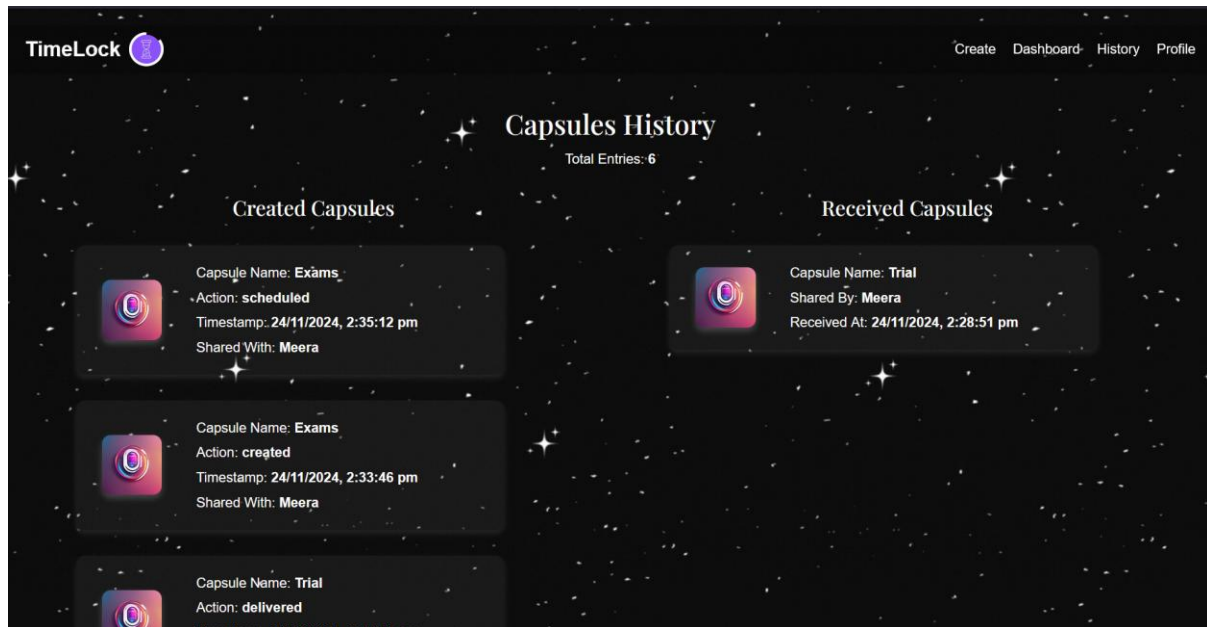 TimeLock
Create Dashboard History Profile
Capsules History
Total Entries: 6
Created Capsules
Capsule Name: Exams
Action: scheduled
Timestamp: 24/11/2024, 2:35:12 pm
Shared With: Meera
Capsule Name: Exams
Action: created
Timestamp: 24/11/2024, 2:33:46 pm
Shared With: Meera
Capsule Name: Trial
Action: delivered
Received Capsules
Capsule Name: Trial
Shared By: Meera
Received At: 24/11/2024, 2:28:51 pm